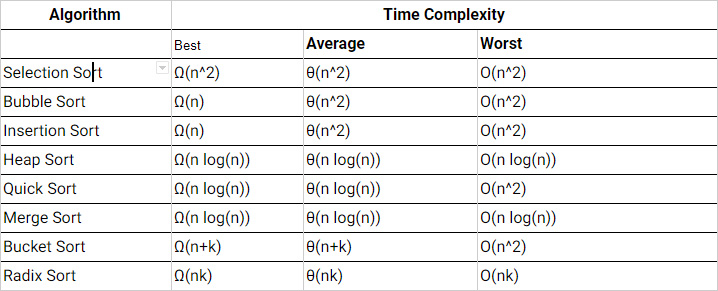 Algorithm Time Complexity
Best Average Worst
Selection Sort Ω(n^2) θ(n^2) O(n^2)
Bubble Sort Ω(n) θ(n^2) O(n^2)
Insertion Sort Ω(n) θ(n^2) O(n^2)
Heap Sort Ω(n log(n)) θ(n log(n)) O(n log(n))
Quick Sort Ω(n log(n)) θ(n log(n)) O(n^2)
Merge Sort Ω(n log(n)) θ(n log(n)) O(n log(n))
Bucket Sort Ω(n+k) θ(n+k) O(n^2)
Radix Sort Ω(nk) θ(nk) O(nk)